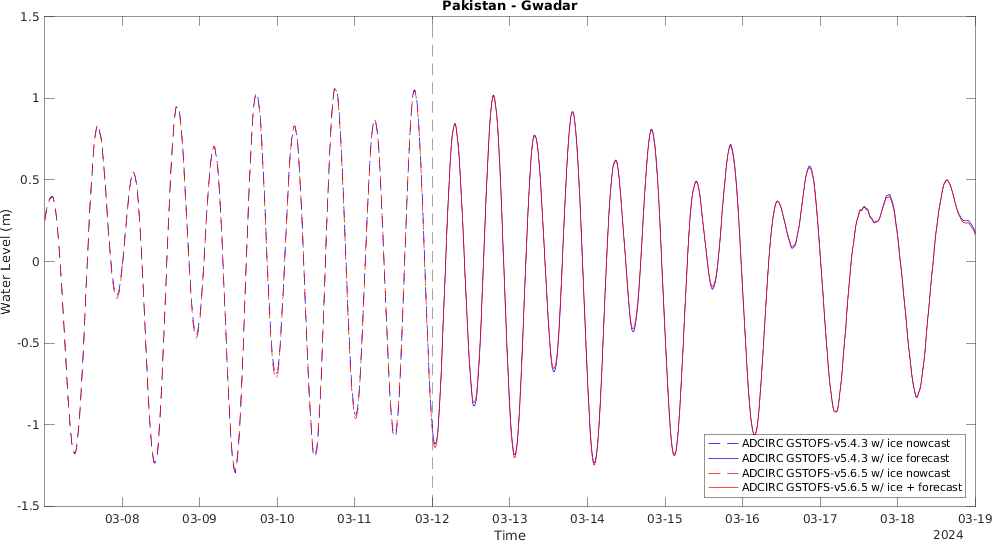 Pakistan - Gwadar
1.5
1
0.5
0
-0.5
-1
-1.5
Water Level (m)
ADCIRC GSTOFS-v5.4.3 w/ ice nowcast
ADCIRC GSTOFS-v5.4.3 w/ ice forecast
ADCIRC GSTOFS-v5.6.5 w/ ice nowcast
ADCIRC GSTOFS-v5.6.5 w/ ice + forecast
03-08 03-09 03-10 03-11 03-12 03-13 03-14 03-15 03-16 03-17 03-18 03-19
Time
2024